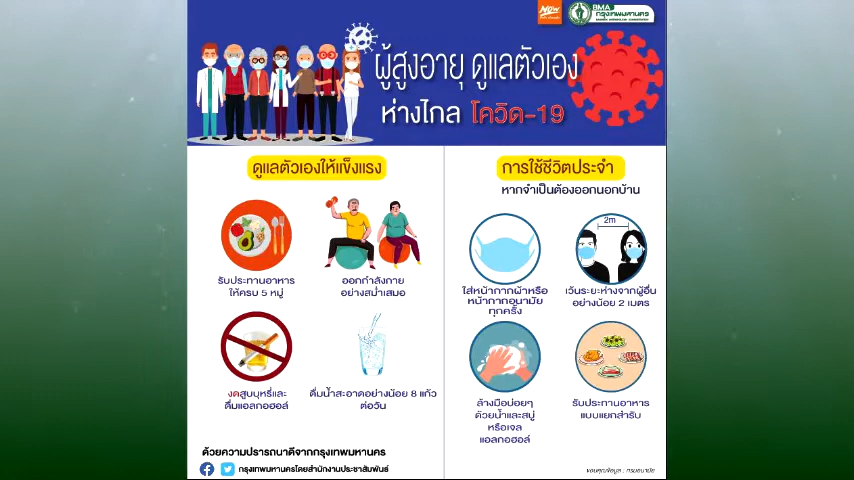 NOW
BMA
กรุงเทพมหานคร
ผู้สูงอายุ ดูแลตัวเอง
ห่างไกล โควิด-19
ดูแลตัวเองให้แข็งแรง
รับประทานอาหาร
ให้ครบ 5 หมู่
ออกกำลังกาย
อย่างสม่ำเสมอ
งดสูบบุหรี่และ
ดื่มแอลกอฮอล์
ดื่มน้ำสะอาดอย่างน้อย 8 แก้ว
ต่อวัน
การใช้ชีวิตประจำ
หากจำเป็นต้องออกนอกบ้าน
ใส่หน้ากากผ้าหรือ
หน้ากากอนามัย
ทุกครั้ง
2m
เว้นระยะห่างจากผู้อื่น
อย่างน้อย 2 เมตร
ล้างมือบ่อยๆ
ด้วยน้ำและสบู่
หรือเจล
แอลกอฮอล์
รับประทานอาหาร
แบบแยกสำรับ
ด้วยความปรารถนาดีจากกรุงเทพมหานคร
กรุงเทพมหานครโดยสำนักงานประชาสัมพันธ์
ขอบคุณข้อมูล : กรมอนามัย